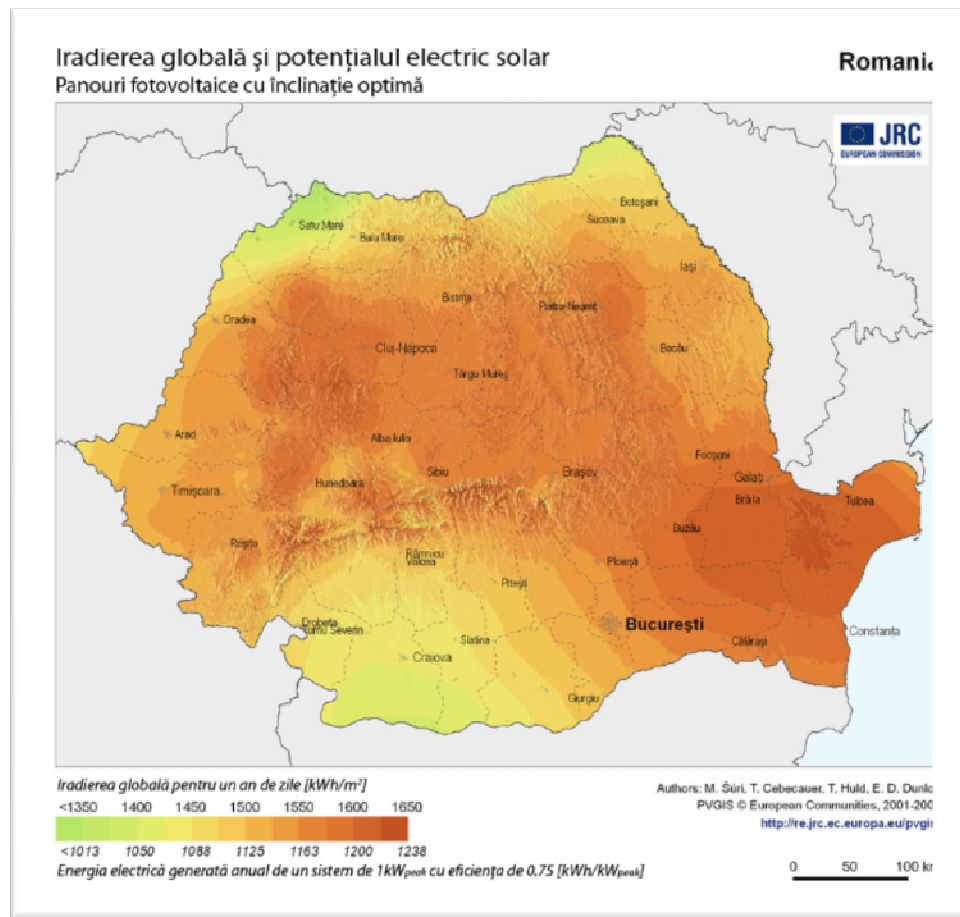 Iradierea globală şi potenţialul electric solar
Panouri fotovoltaice cu înclinaţie optimă
Romania
JRC
EUROPEAN COMMISSION
Botoşani
Suceava
Satu Mare
Baia Mare
Iaşi
Bistriţa
Piatra-Neamţ
Oradea
Cluj-Napoca
Bacău
Târgu Mureş
Arad
Alba Iulia
Focşani
Sibiu
Braşov
Galaţi
Hunedoara
Timişoara
Brăila
Tulcea
Buzău
Reşiţa
Râmnicu
Valcea
Ploieşti
Piteşti
Drobeta
Turnu Severin
Bucureşti
Constanţa
Slatina
Călăraşi
Craiova
Giurgiu
Iradierea globală pentru un an de zile [kWh/m²]
<1350 1400 1450 1500 1550 1600 1650
<1013 1050 1088 1125 1163 1200 1238
Energia electrică generată anual de un sistem de 1kWpeak cu eficienţa de 0.75 [kWh/kWpeak]
Authors: M. Šúri, T. Cebecauer, T. Huld, E. D. Dunlo
PVGIS © European Communities, 2001-200
http://re.jrc.ec.europa.eu/pvgis
0 50 100 km